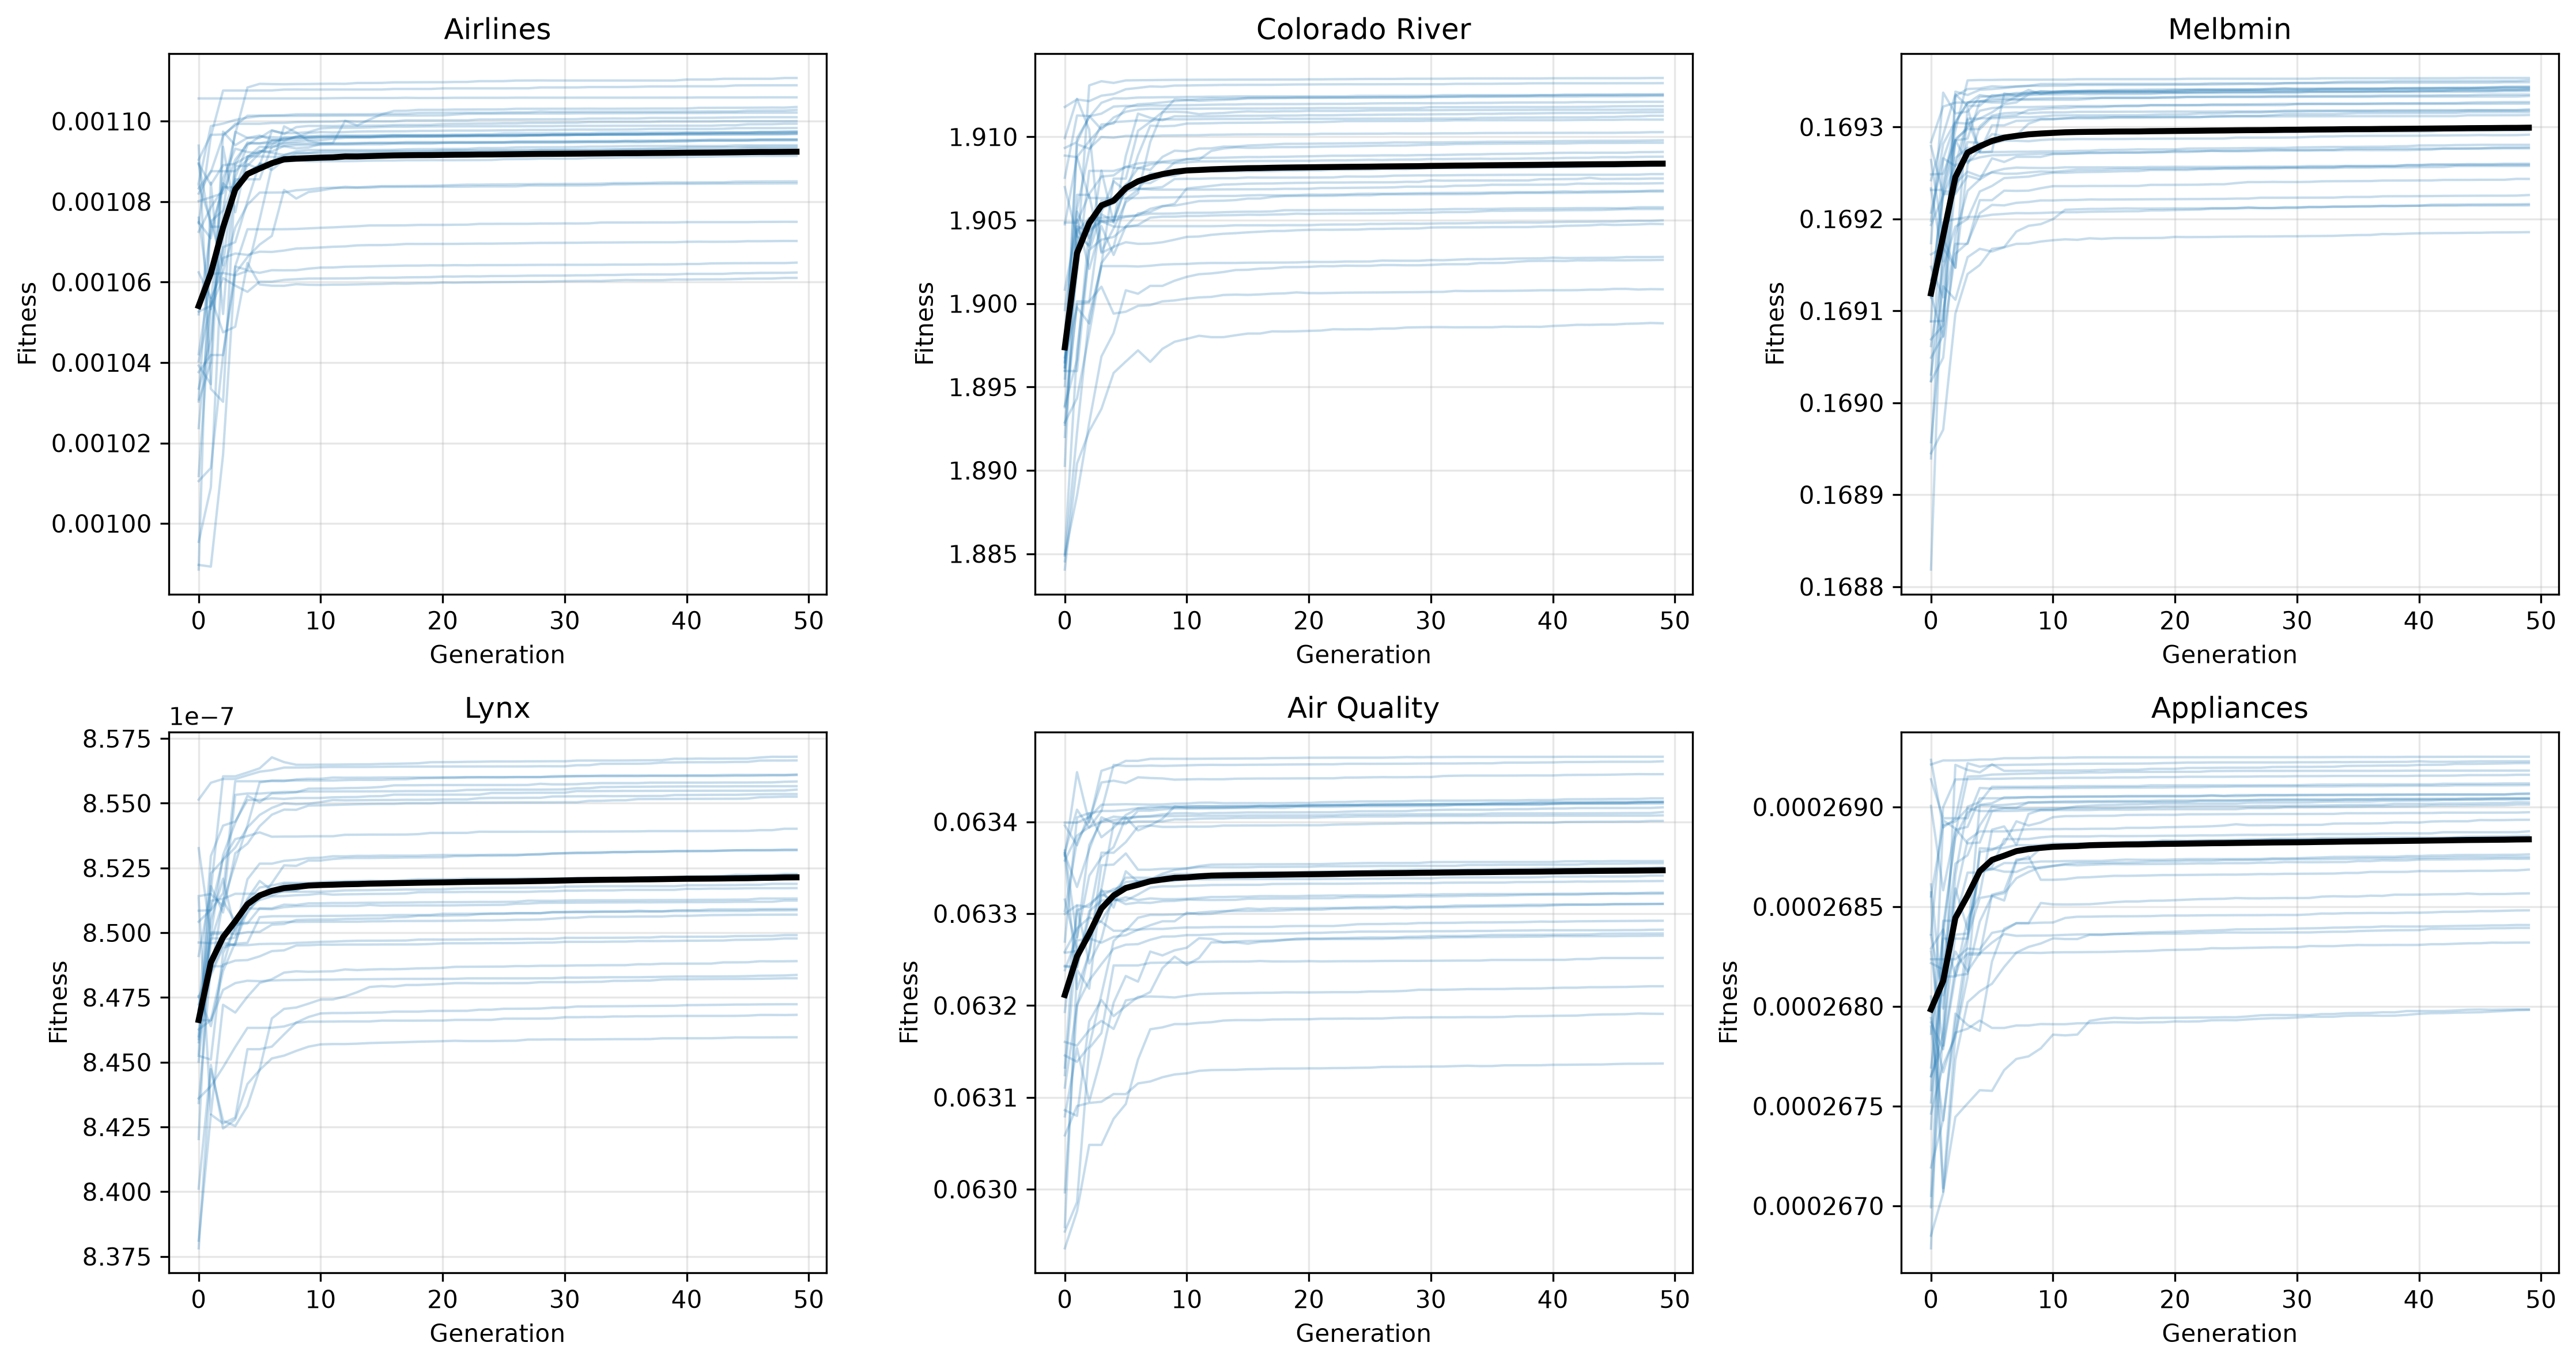 Airlines
0.00110
0.00108
0.00106
0.00104
0.00102
0.00100
Fitness
0 10 20 30 40 50
Generation
Colorado River
1.910
1.905
1.900
1.895
1.890
1.885
Fitness
0 10 20 30 40 50
Generation
Melbmin
0.1693
0.1692
0.1691
0.1690
0.1689
0.1688
Fitness
0 10 20 30 40 50
Generation
Lynx
1e−7
8.575
8.550
8.525
8.500
8.475
8.450
8.425
8.400
8.375
Fitness
0 10 20 30 40 50
Generation
Air Quality
0.0634
0.0633
0.0632
0.0631
0.0630
Fitness
0 10 20 30 40 50
Generation
Appliances
0.0002690
0.0002685
0.0002680
0.0002675
0.0002670
Fitness
0 10 20 30 40 50
Generation